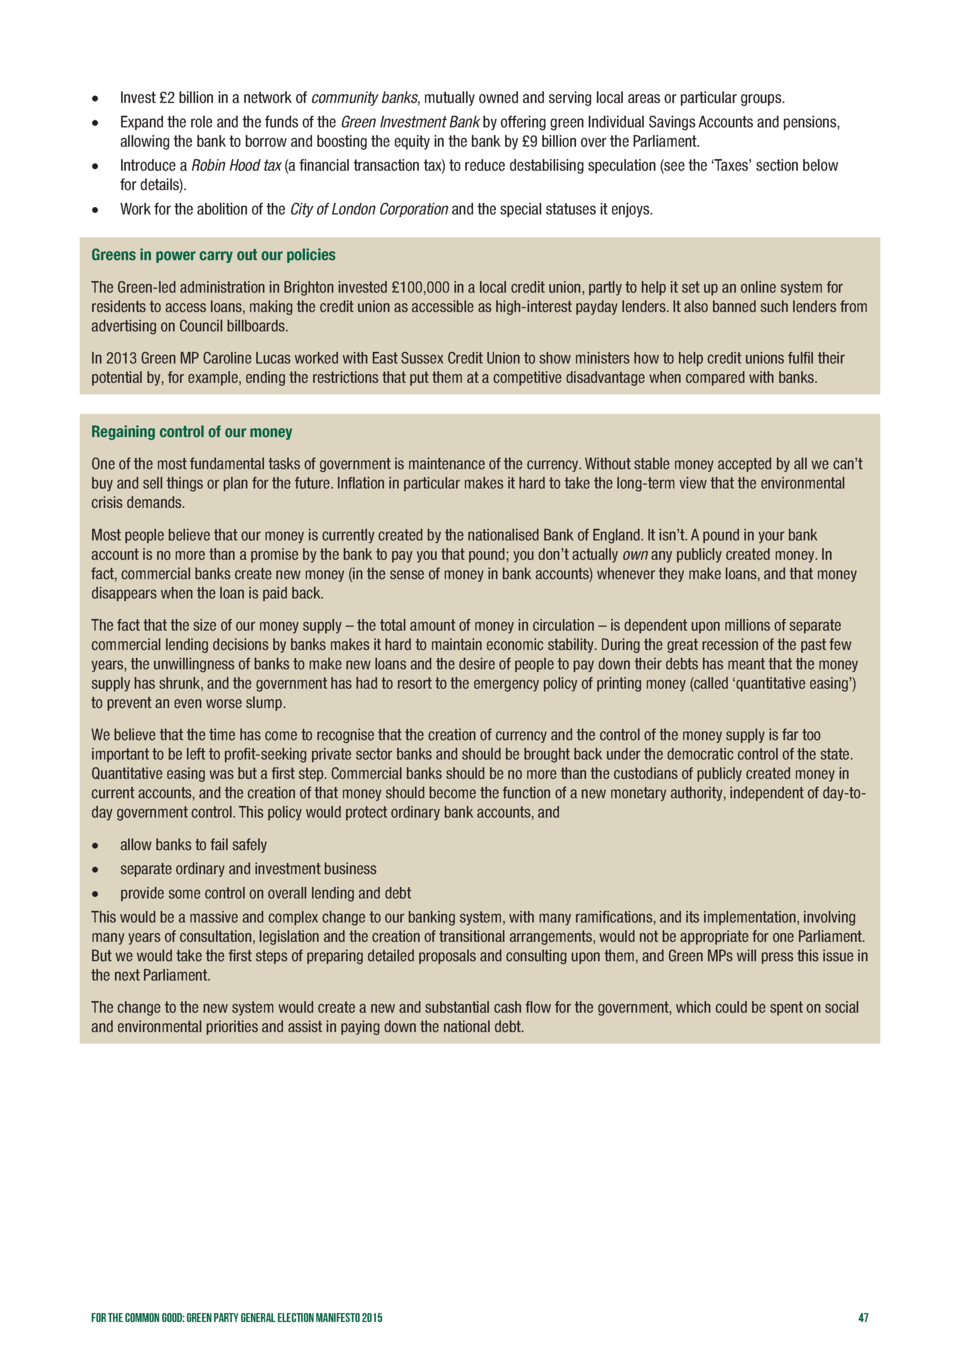 • Invest £2 billion in a network of community banks, mutually owned and serving local areas or particular groups.
• Expand the role and the funds of the Green Investment Bank by offering green Individual Savings Accounts and pensions,
allowing the bank to borrow and boosting the equity in the bank by £9 billion over the Parliament.
• Introduce a Robin Hood tax (a financial transaction tax) to reduce destabilising speculation (see the ‘Taxes’ section below
for details).
• Work for the abolition of the City of London Corporation and the special statuses it enjoys.
Greens in power carry out our policies
The Green-led administration in Brighton invested £100,000 in a local credit union, partly to help it set up an online system for
residents to access loans, making the credit union as accessible as high-interest payday lenders. It also banned such lenders from
advertising on Council billboards.
In 2013 Green MP Caroline Lucas worked with East Sussex Credit Union to show ministers how to help credit unions fulfil their
potential by, for example, ending the restrictions that put them at a competitive disadvantage when compared with banks.
Regaining control of our money
One of the most fundamental tasks of government is maintenance of the currency. Without stable money accepted by all we can’t
buy and sell things or plan for the future. Inflation in particular makes it hard to take the long-term view that the environmental
crisis demands.
Most people believe that our money is currently created by the nationalised Bank of England. It isn’t. A pound in your bank
account is no more than a promise by the bank to pay you that pound; you don’t actually own any publicly created money. In
fact, commercial banks create new money (in the sense of money in bank accounts) whenever they make loans, and that money
disappears when the loan is paid back.
The fact that the size of our money supply – the total amount of money in circulation – is dependent upon millions of separate
commercial lending decisions by banks makes it hard to maintain economic stability. During the great recession of the past few
years, the unwillingness of banks to make new loans and the desire of people to pay down their debts has meant that the money
supply has shrunk, and the government has had to resort to the emergency policy of printing money (called ‘quantitative easing’)
to prevent an even worse slump.
We believe that the time has come to recognise that the creation of currency and the control of the money supply is far too
important to be left to profit-seeking private sector banks and should be brought back under the democratic control of the state.
Quantitative easing was but a first step. Commercial banks should be no more than the custodians of publicly created money in
current accounts, and the creation of that money should become the function of a new monetary authority, independent of day-to-
day government control. This policy would protect ordinary bank accounts, and
• allow banks to fail safely
• separate ordinary and investment business
• provide some control on overall lending and debt
This would be a massive and complex change to our banking system, with many ramifications, and its implementation, involving
many years of consultation, legislation and the creation of transitional arrangements, would not be appropriate for one Parliament.
But we would take the first steps of preparing detailed proposals and consulting upon them, and Green MPs will press this issue in
the next Parliament.
The change to the new system would create a new and substantial cash flow for the government, which could be spent on social
and environmental priorities and assist in paying down the national debt.
FOR THE COMMON GOOD: GREEN PARTY GENERAL ELECTION MANIFESTO 2015 47